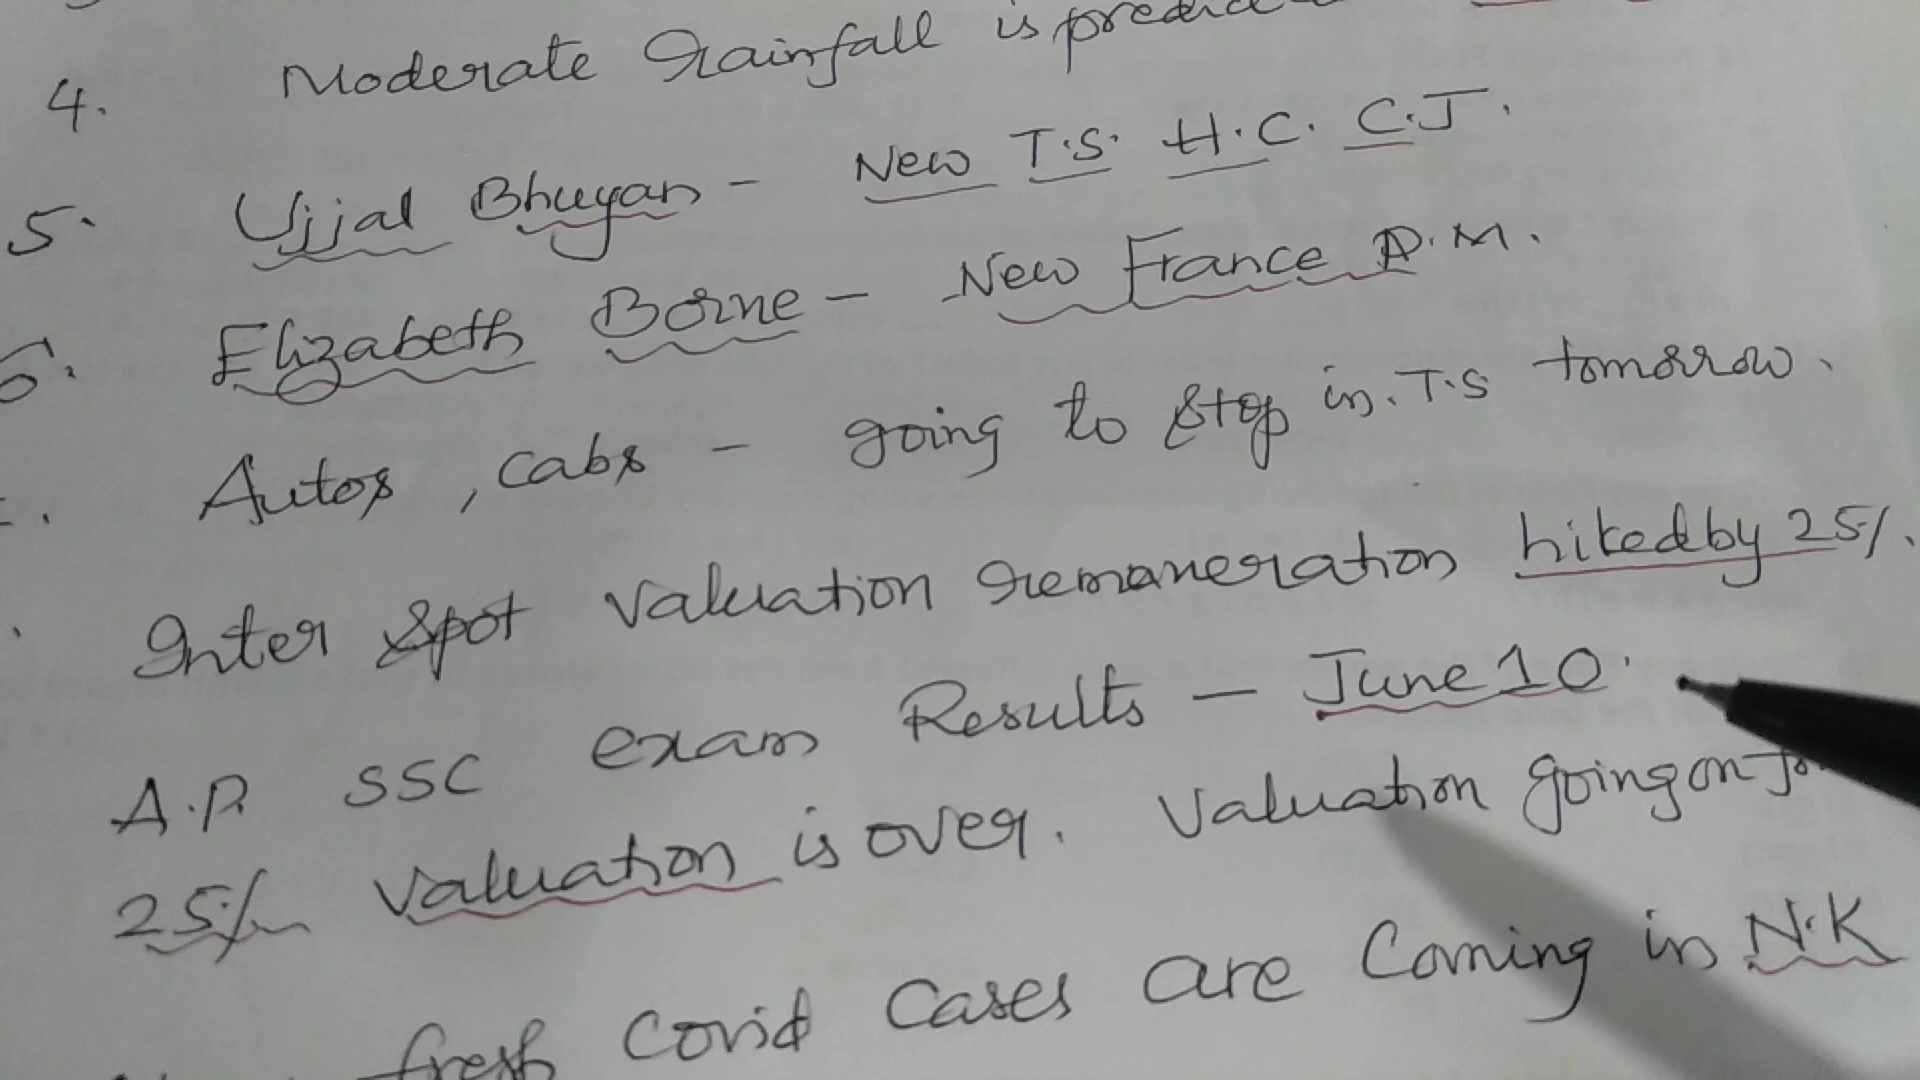 4. Moderate rainfall is
5. Ujjal Bhuyan - New T.S. H.C. C.J.
6. Elizabeth Borne - New France P.M.
Autos, cabs - going to stop in T.S tomorrow.
Inter spot valuation remuneration hiked by 25%.
A.P. SSC exam Results - June 10.
25% valuation is over. Valuation going on
fresh Covid Cases are Coming in N.K